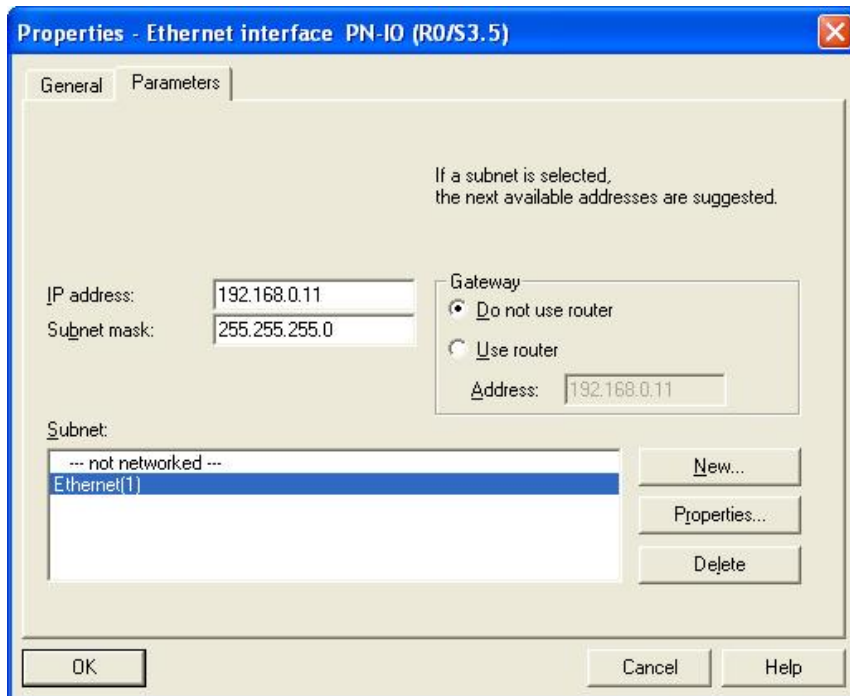 Properties - Ethernet interface PN-IO (R0/S3.5)
General
Parameters
If a subnet is selected,
the next available addresses are suggested.
IP address:
192.168.0.11
Subnet mask:
255.255.255.0
Gateway
Do not use router
Use router
Address:
192.168.0.11
Subnet:
--- not networked ---
Ethernet(1)
New...
Properties...
Delete
OK
Cancel
Help